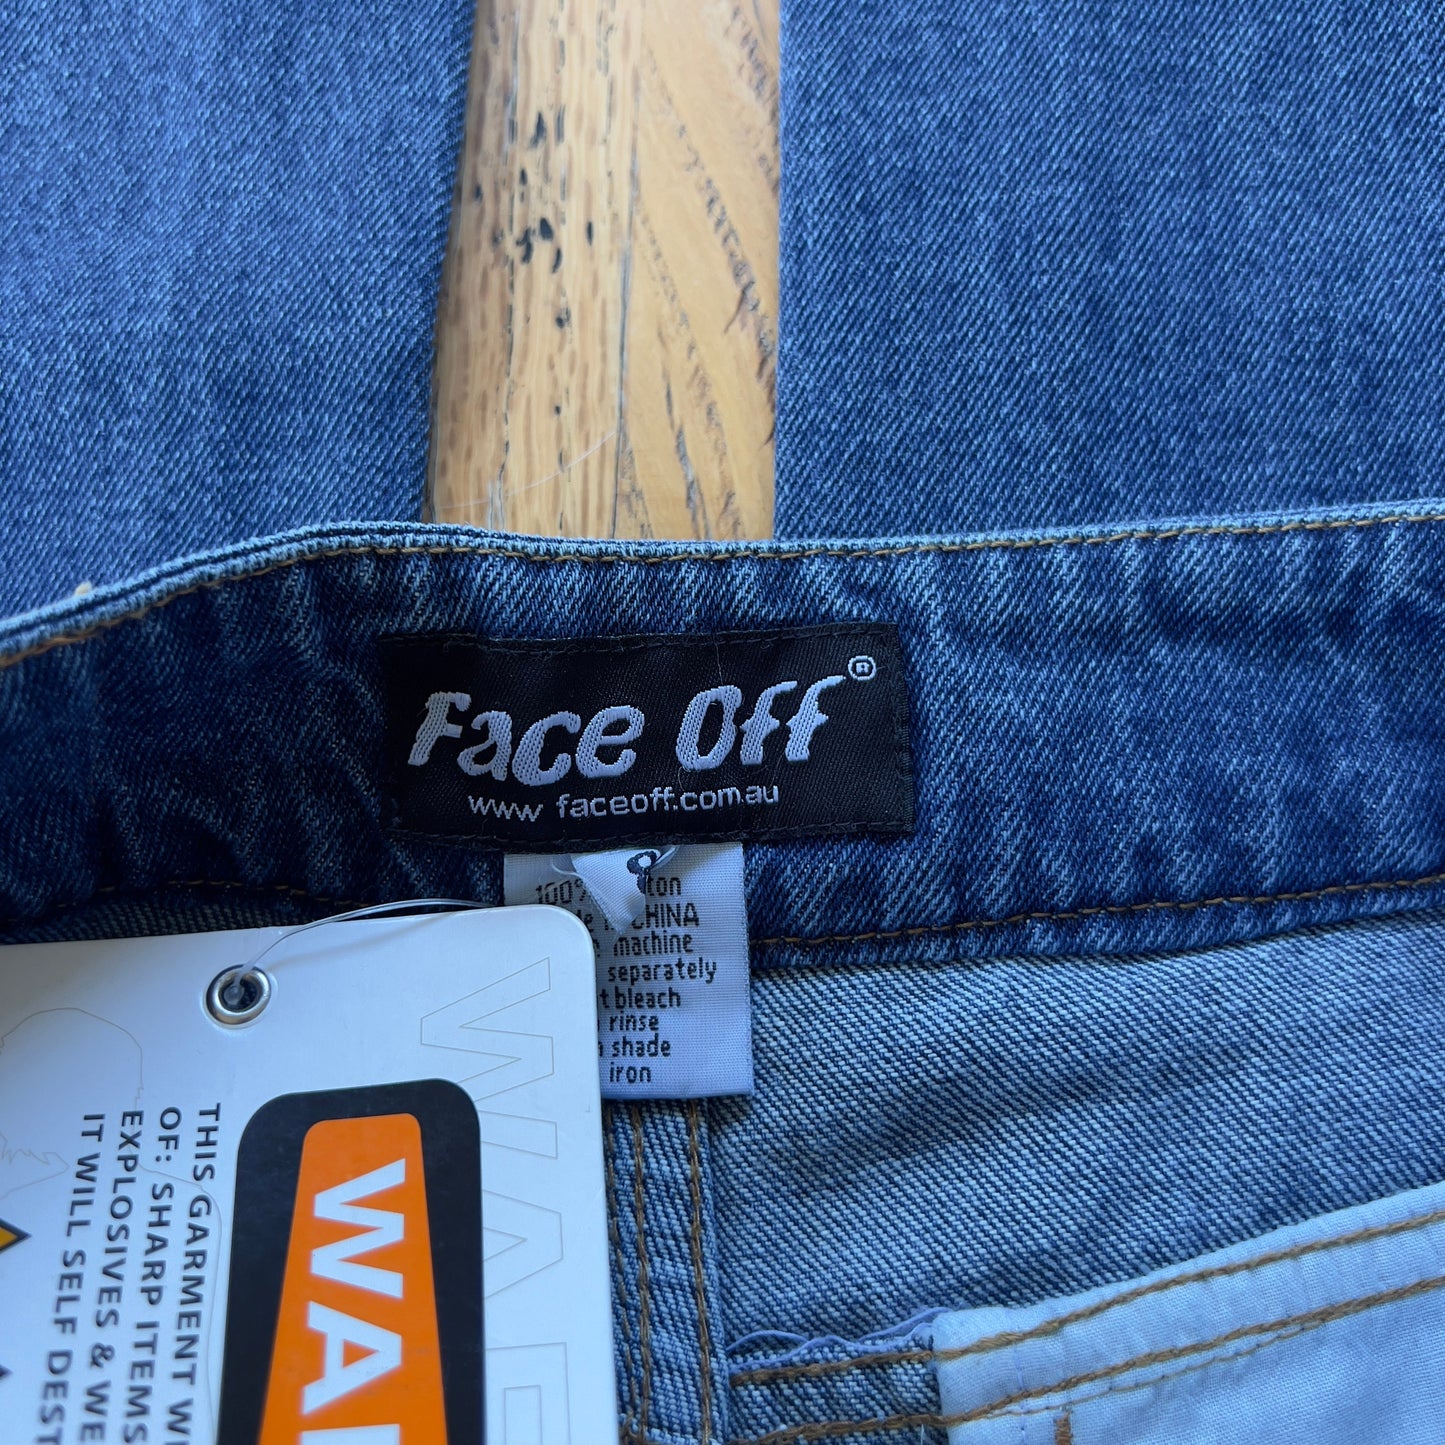 Face Off®
www.faceoff.com.au
8
100%
CHINA
machine
separately
bleach
rinse
shade
iron
THIS GARMENT
OF: SHARP ITEMS
EXPLOSIVES & WE
IT WILL SELF DEST
WA
WAR